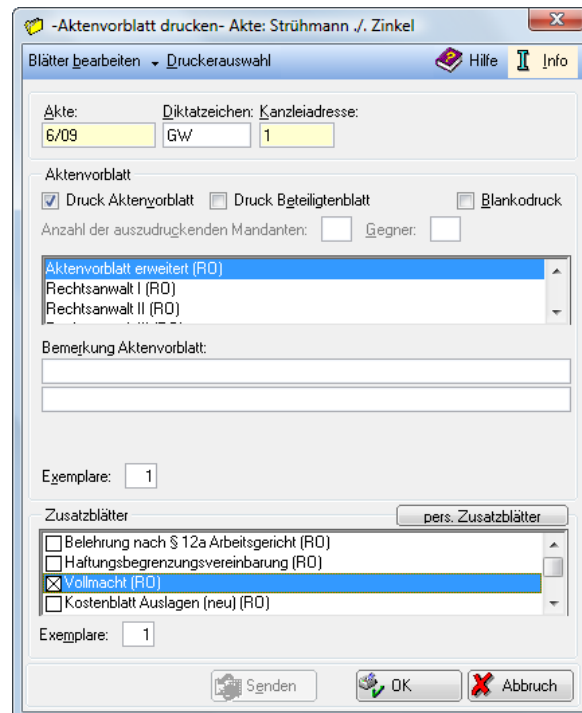 -Aktenvorblatt drucken- Akte: Strühmann ./. Zinkel
Blätter bearbeiten Druckerauswahl Hilfe Info
Akte: Diktatzeichen: Kanzleiadresse:
6/09 GW 1
Aktenvorblatt
Druck Aktenvorblatt Druck Beteiligtenblatt Blankodruck
Anzahl der auszudruckenden Mandanten: Gegner:
Aktenvorblatt erweitert (RO)
Rechtsanwalt I (RO)
Rechtsanwalt II (RO)
Bemerkung Aktenvorblatt:
Exemplare: 1
Zusatzblätter pers. Zusatzblätter
Belehrung nach § 12a Arbeitsgericht (RO)
Haftungsbegrenzungsvereinbarung (RO)
Vollmacht (RO)
Kostenblatt Auslagen (neu) (RO)
Exemplare: 1
Senden OK Abbruch